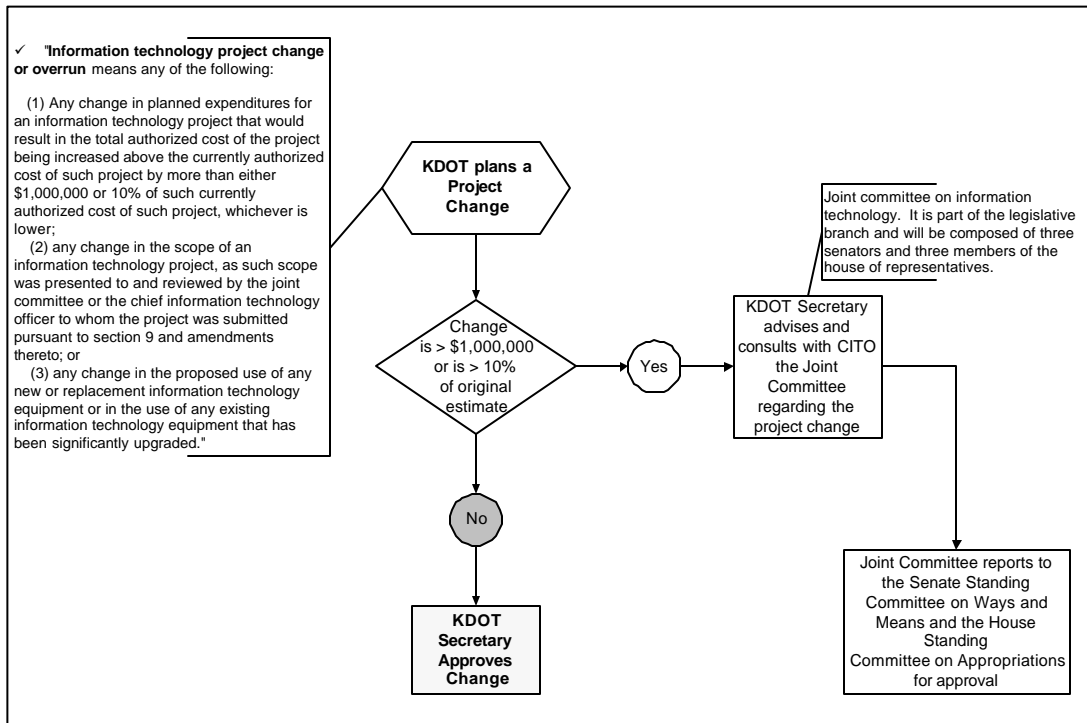 ✓ "Information technology project change
or overrun means any of the following:
(1) Any change in planned expenditures for
an information technology project that would
result in the total authorized cost of the project
being increased above the currently authorized
cost of such project by more than either
$1,000,000 or 10% of such currently
authorized cost of such project, whichever is
lower;
(2) any change in the scope of an
information technology project, as such scope
was presented to and reviewed by the joint
committee or the chief information technology
officer to whom the project was submitted
pursuant to section 9 and amendments
thereto; or
(3) any change in the proposed use of any
new or replacement information technology
equipment or in the use of any existing
information technology equipment that has
been significantly upgraded."
KDOT plans a
Project
Change
Change
is > $1,000,000
or is > 10%
of original
estimate
Yes
No
KDOT
Secretary
Approves
Change
Joint committee on information
technology. It is part of the legislative
branch and will be composed of three
senators and three members of the
house of representatives.
KDOT Secretary
advises and
consults with CITO
the Joint
Committee
regarding the
project change
Joint Committee reports to
the Senate Standing
Committee on Ways and
Means and the House
Standing
Committee on Appropriations
for approval